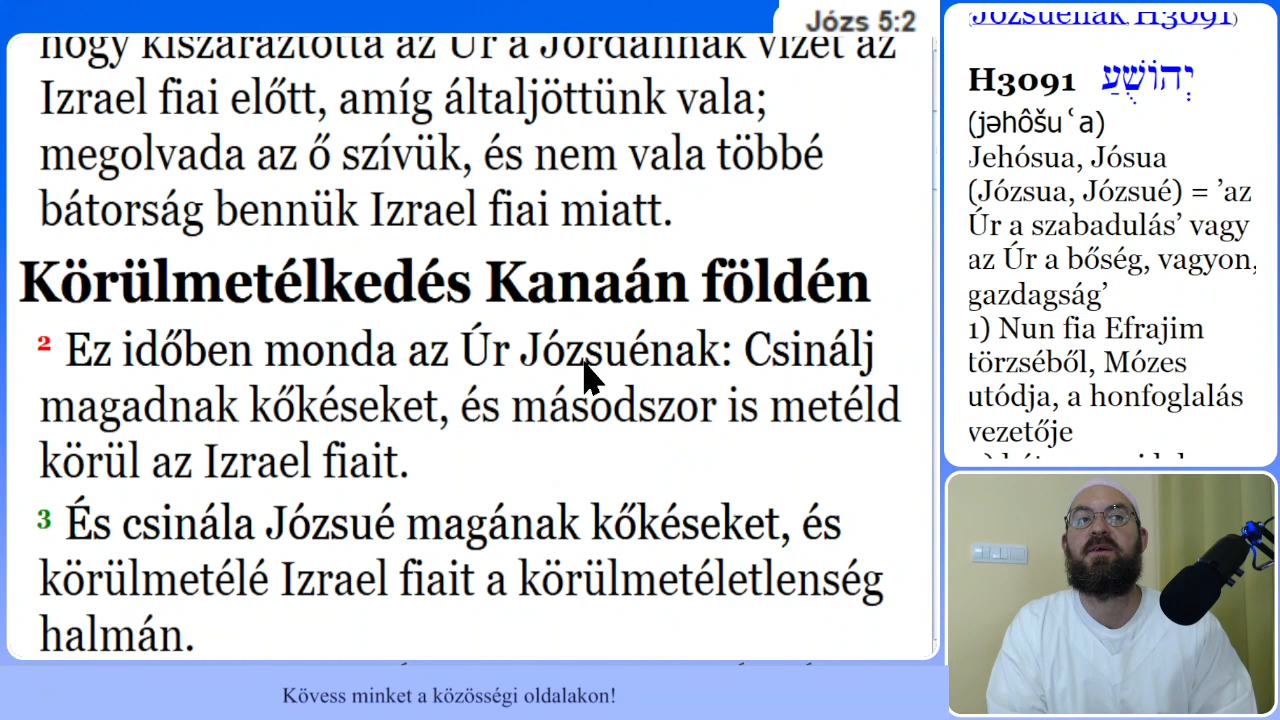 Józs 5:2
hogy kiszáraztotta az Úr a Jordánnak vizét az
Izrael fiai előtt, amíg általjöttünk vala;
megolvada az ő szívük, és nem vala többé
bátorság bennük Izrael fiai miatt.
Körülmetélkedés Kanaán földén
2 Ez időben monda az Úr Józsuénak: Csinálj
magadnak kőkéseket, és másodszor is metéld
körül az Izrael fiait.
3 És csinála Józsué magának kőkéseket, és
körülmetélé Izrael fiait a körülmetéletlenség
halmán.
(Józsuénak H3091)
H3091 יְהוֹשֻׁעַ
(jəhôšuʿa)
Jehósua, Jósua
(Józsua, Józsué) = ’az
Úr a szabadulás’ vagy
az Úr a bőség, vagyon,
gazdagság’
1) Nun fia Efrajim
törzséből, Mózes
utódja, a honfoglalás
vezetője
Kövess minket a közösségi oldalakon!